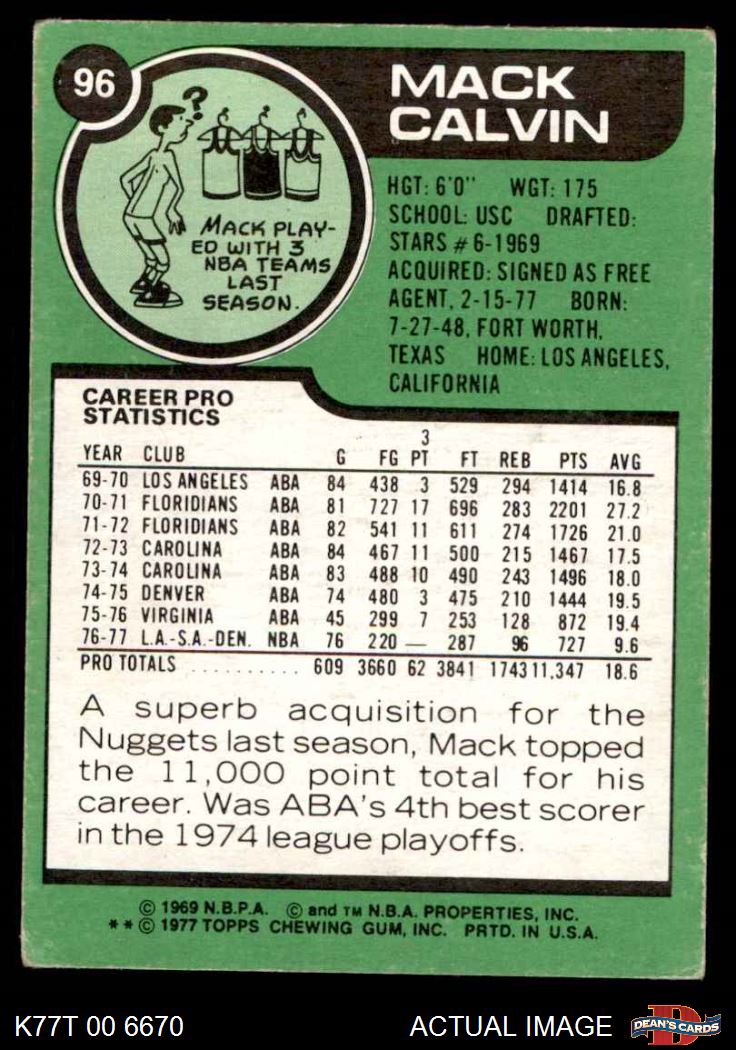 96
MACK
CALVIN
?
MACK PLAY-
ED WITH 3
NBA TEAMS
LAST
SEASON.
HGT: 6'0" WGT: 175
SCHOOL: USC DRAFTED:
STARS #6-1969
ACQUIRED: SIGNED AS FREE
AGENT, 2-15-77 BORN:
7-27-48, FORT WORTH,
TEXAS HOME: LOS ANGELES,
CALIFORNIA
CAREER PRO
STATISTICS
YEAR CLUB G FG 3 PT FT REB PTS AVG
69-70 LOS ANGELES ABA 84 438 3 529 294 1414 16.8
70-71 FLORIDIANS ABA 81 727 17 696 283 2201 27.2
71-72 FLORIDIANS ABA 82 541 11 611 274 1726 21.0
72-73 CAROLINA ABA 84 467 11 500 215 1467 17.5
73-74 CAROLINA ABA 83 488 10 490 243 1496 18.0
74-75 DENVER ABA 74 480 3 475 210 1444 19.5
75-76 VIRGINIA ABA 45 299 7 253 128 872 19.4
76-77 L.A.-S.A.-DEN. NBA 76 220 — 287 96 727 9.6
PRO TOTALS .......... 609 3660 62 3841 1743 11,347 18.6
A superb acquisition for the
Nuggets last season, Mack topped
the 11,000 point total for his
career. Was ABA's 4th best scorer
in the 1974 league playoffs.
© 1969 N.B.P.A. © and TM N.B.A. PROPERTIES, INC.
**© 1977 TOPPS CHEWING GUM, INC. PRTD. IN U.S.A.
K77T 00 6670
ACTUAL IMAGE
D
DEAN'S CARDS